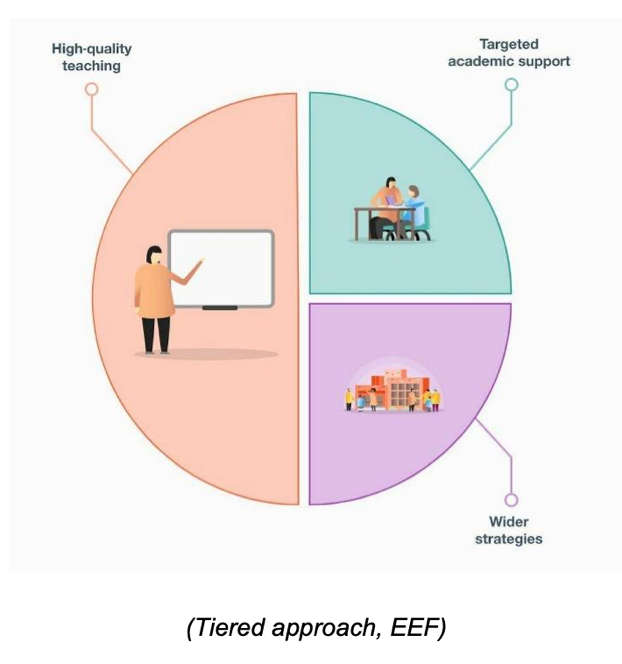 High-quality
teaching
Targeted
academic support
Wider
strategies
(Tiered approach, EEF)